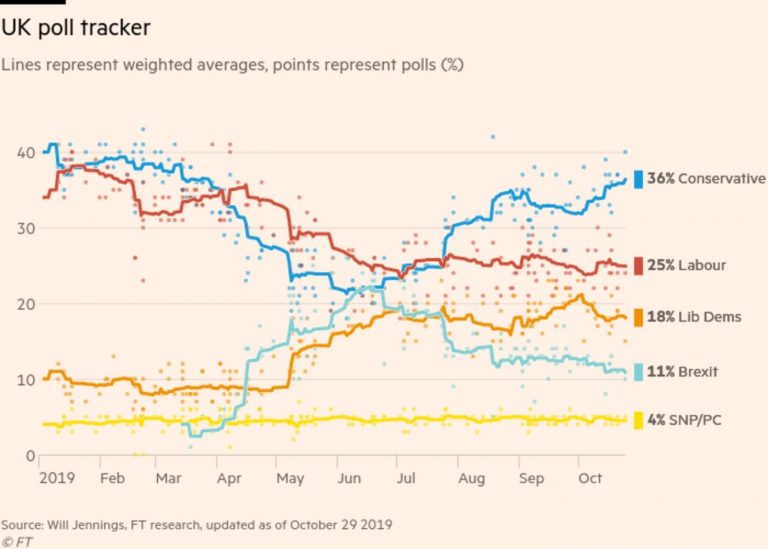 UK poll tracker
Lines represent weighted averages, points represent polls (%)
40
36% Conservative
30
25% Labour
20
18% Lib Dems
11% Brexit
10
4% SNP/PC
0
2019 Feb Mar Apr May Jun Jul Aug Sep Oct
Source: Will Jennings, FT research, updated as of October 29 2019
© FT